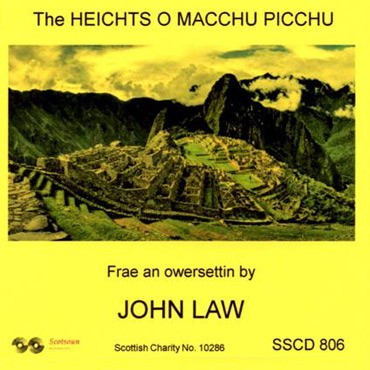 The HEICHTS O MACCHU PICCHU
Frae an owersettin by
JOHN LAW
Scotsoun
Scottish Charity No. 10286
SSCD 806